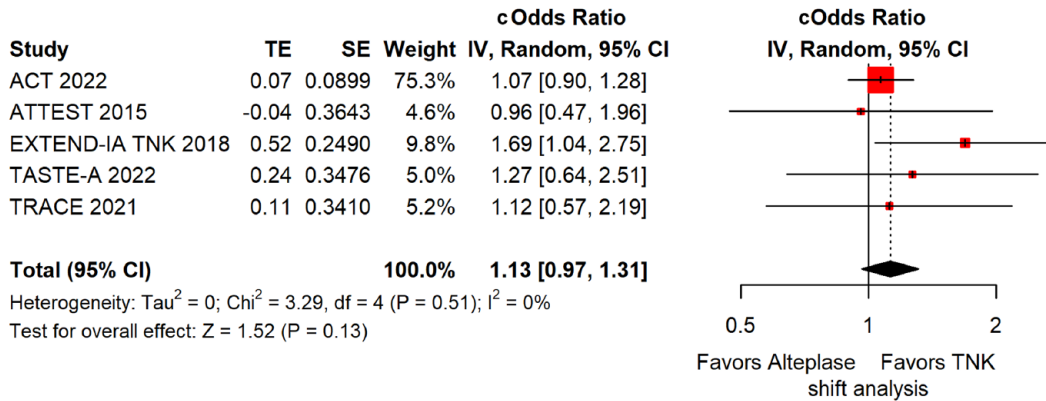 cOdds Ratio cOdds Ratio
Study TE SE Weight IV, Random, 95% CI IV, Random, 95% CI
ACT 2022 0.07 0.0899 75.3% 1.07 [0.90, 1.28]
ATTEST 2015 -0.04 0.3643 4.6% 0.96 [0.47, 1.96]
EXTEND-IA TNK 2018 0.52 0.2490 9.8% 1.69 [1.04, 2.75]
TASTE-A 2022 0.24 0.3476 5.0% 1.27 [0.64, 2.51]
TRACE 2021 0.11 0.3410 5.2% 1.12 [0.57, 2.19]
Total (95% CI) 100.0% 1.13 [0.97, 1.31]
Heterogeneity: Tau² = 0; Chi² = 3.29, df = 4 (P = 0.51); I² = 0%
Test for overall effect: Z = 1.52 (P = 0.13)
0.5 1 2
Favors Alteplase Favors TNK
shift analysis